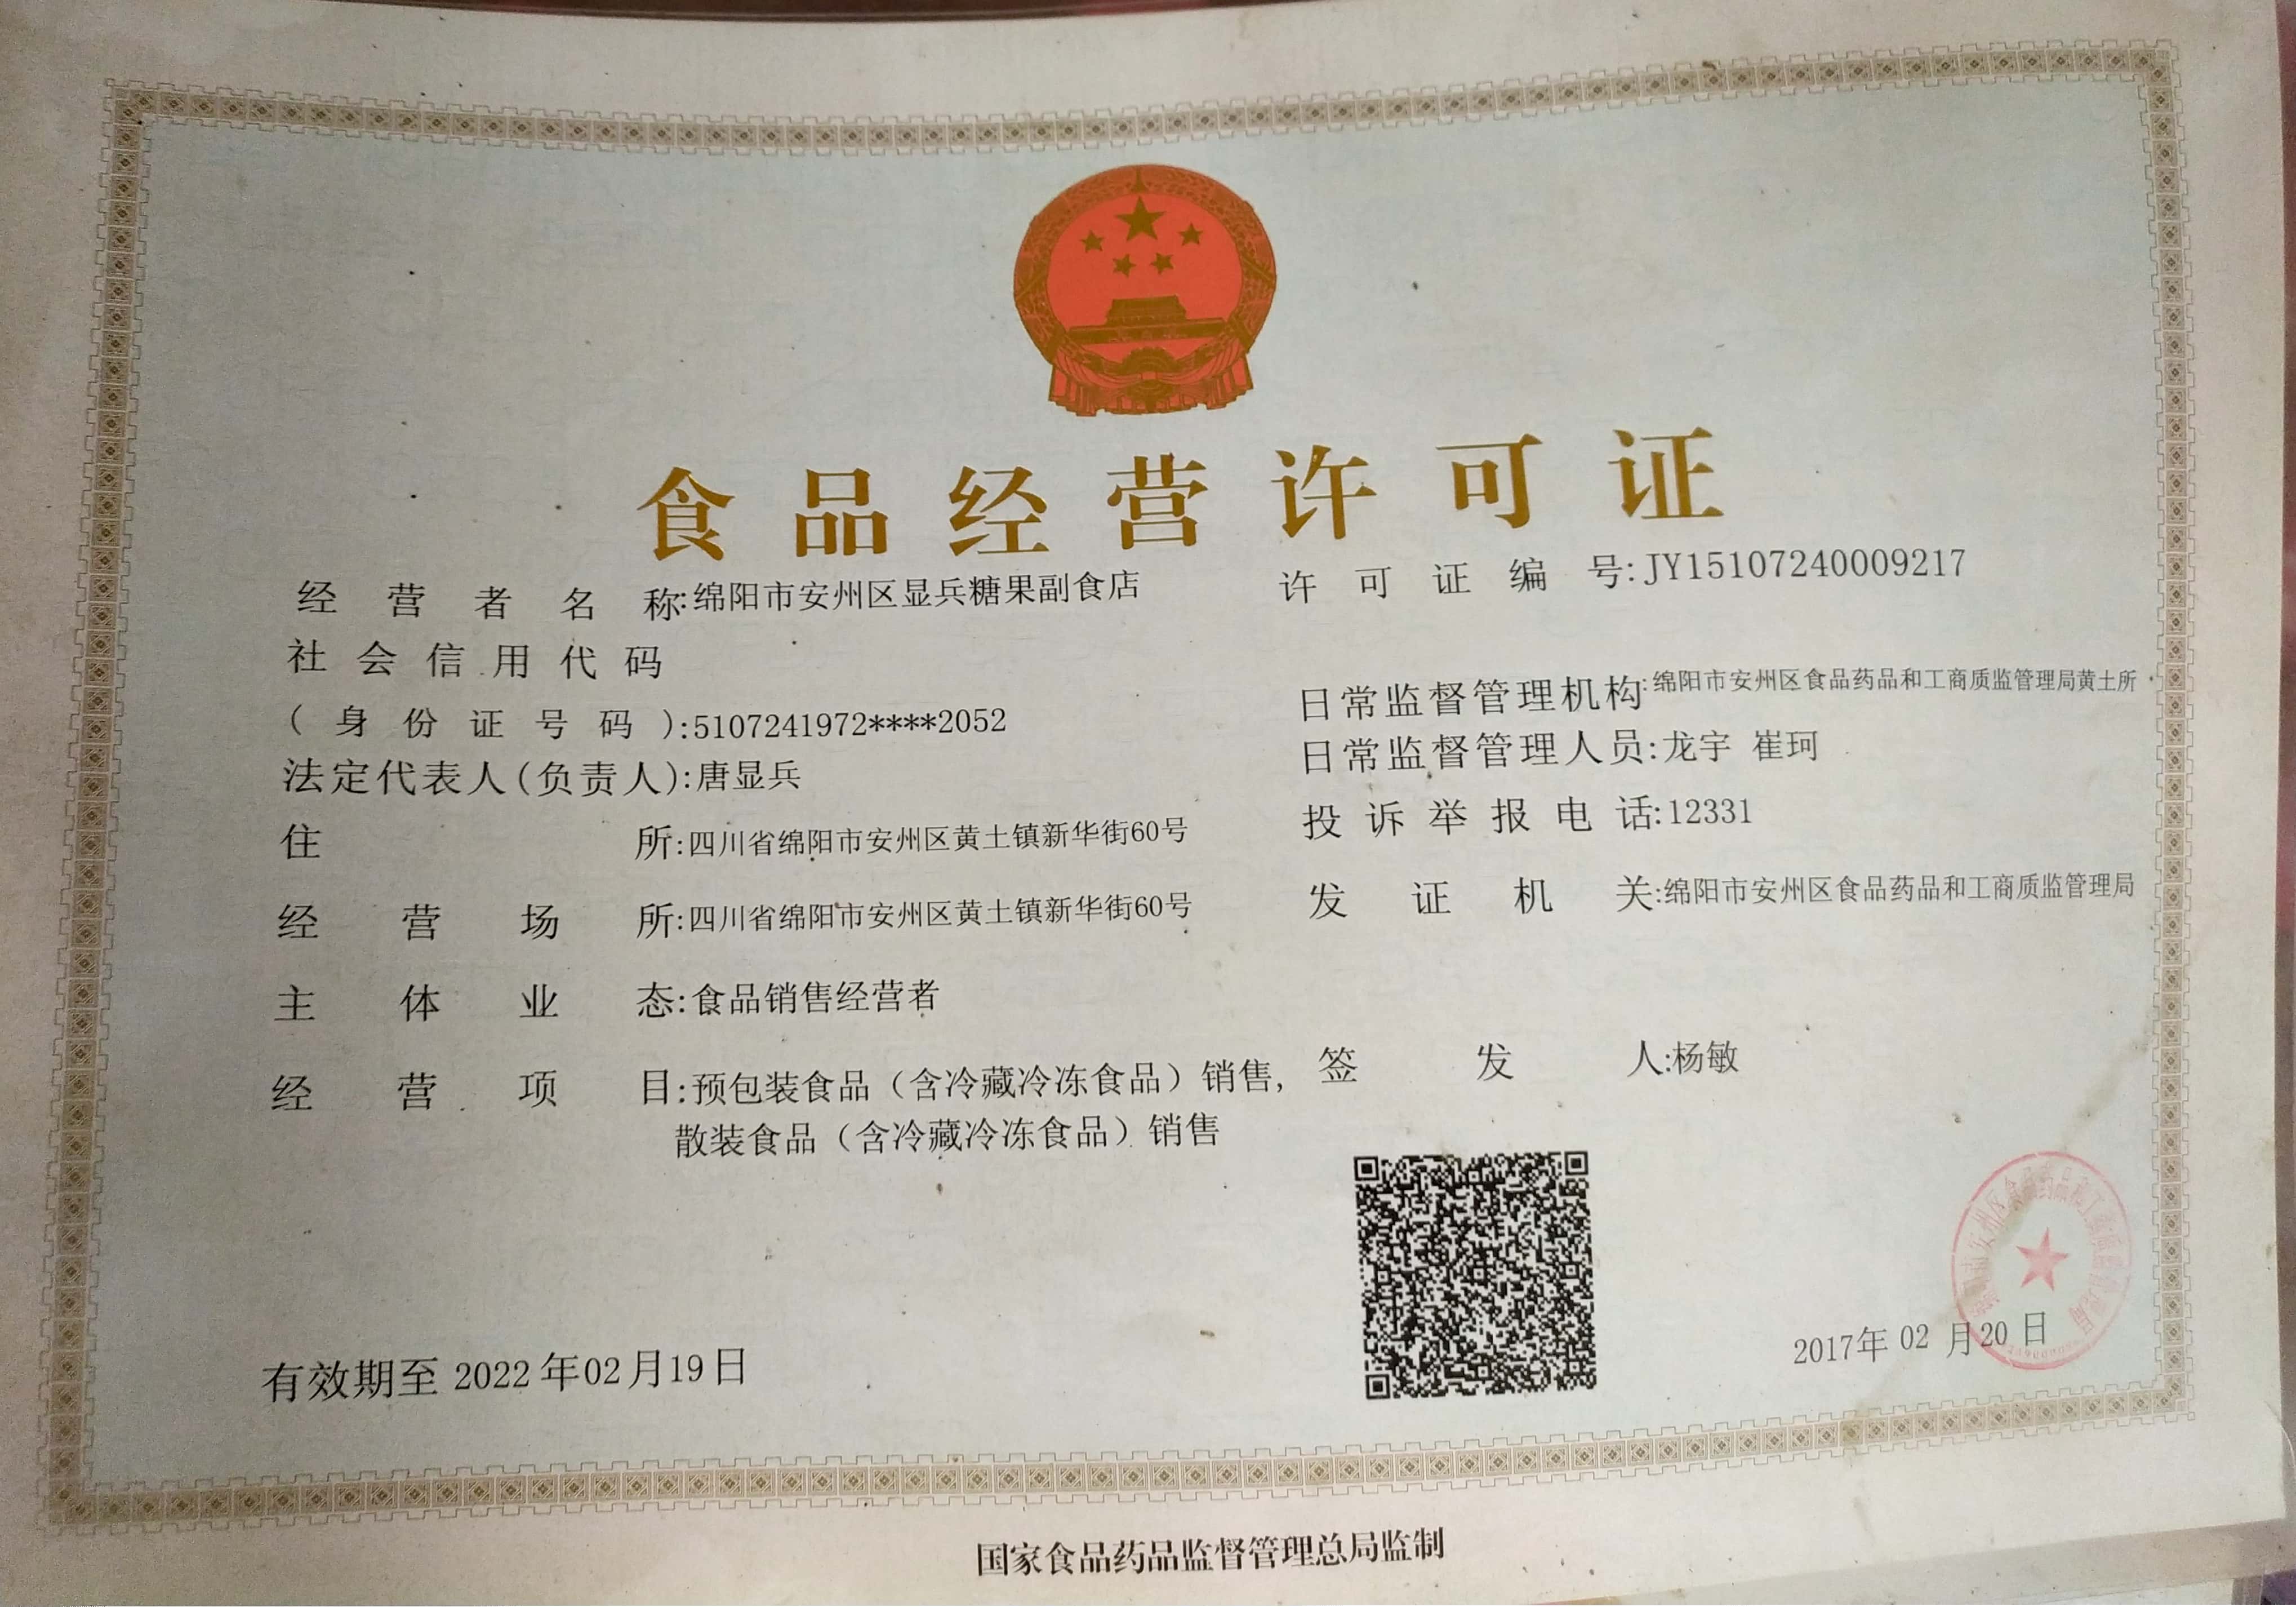 食品经营许可证
经营者名称:绵阳市安州区显兵糖果副食店
社会信用代码
(身份证号码):5107241972****2052
法定代表人(负责人):唐显兵
住所:四川省绵阳市安州区黄土镇新华街60号
经营场所:四川省绵阳市安州区黄土镇新华街60号
主体业态:食品销售经营者
经营项目:预包装食品（含冷藏冷冻食品）销售,
散装食品（含冷藏冷冻食品）销售
有效期至 2022年02月19日
许可证编号:JY15107240009217
日常监督管理机构:绵阳市安州区食品药品和工商质监管理局黄土所
日常监督管理人员:龙宇 崔珂
投诉举报电话:12331
发证机关:绵阳市安州区食品药品和工商质监管理局
签发人:杨敏
2017年02月20日
国家食品药品监督管理总局监制